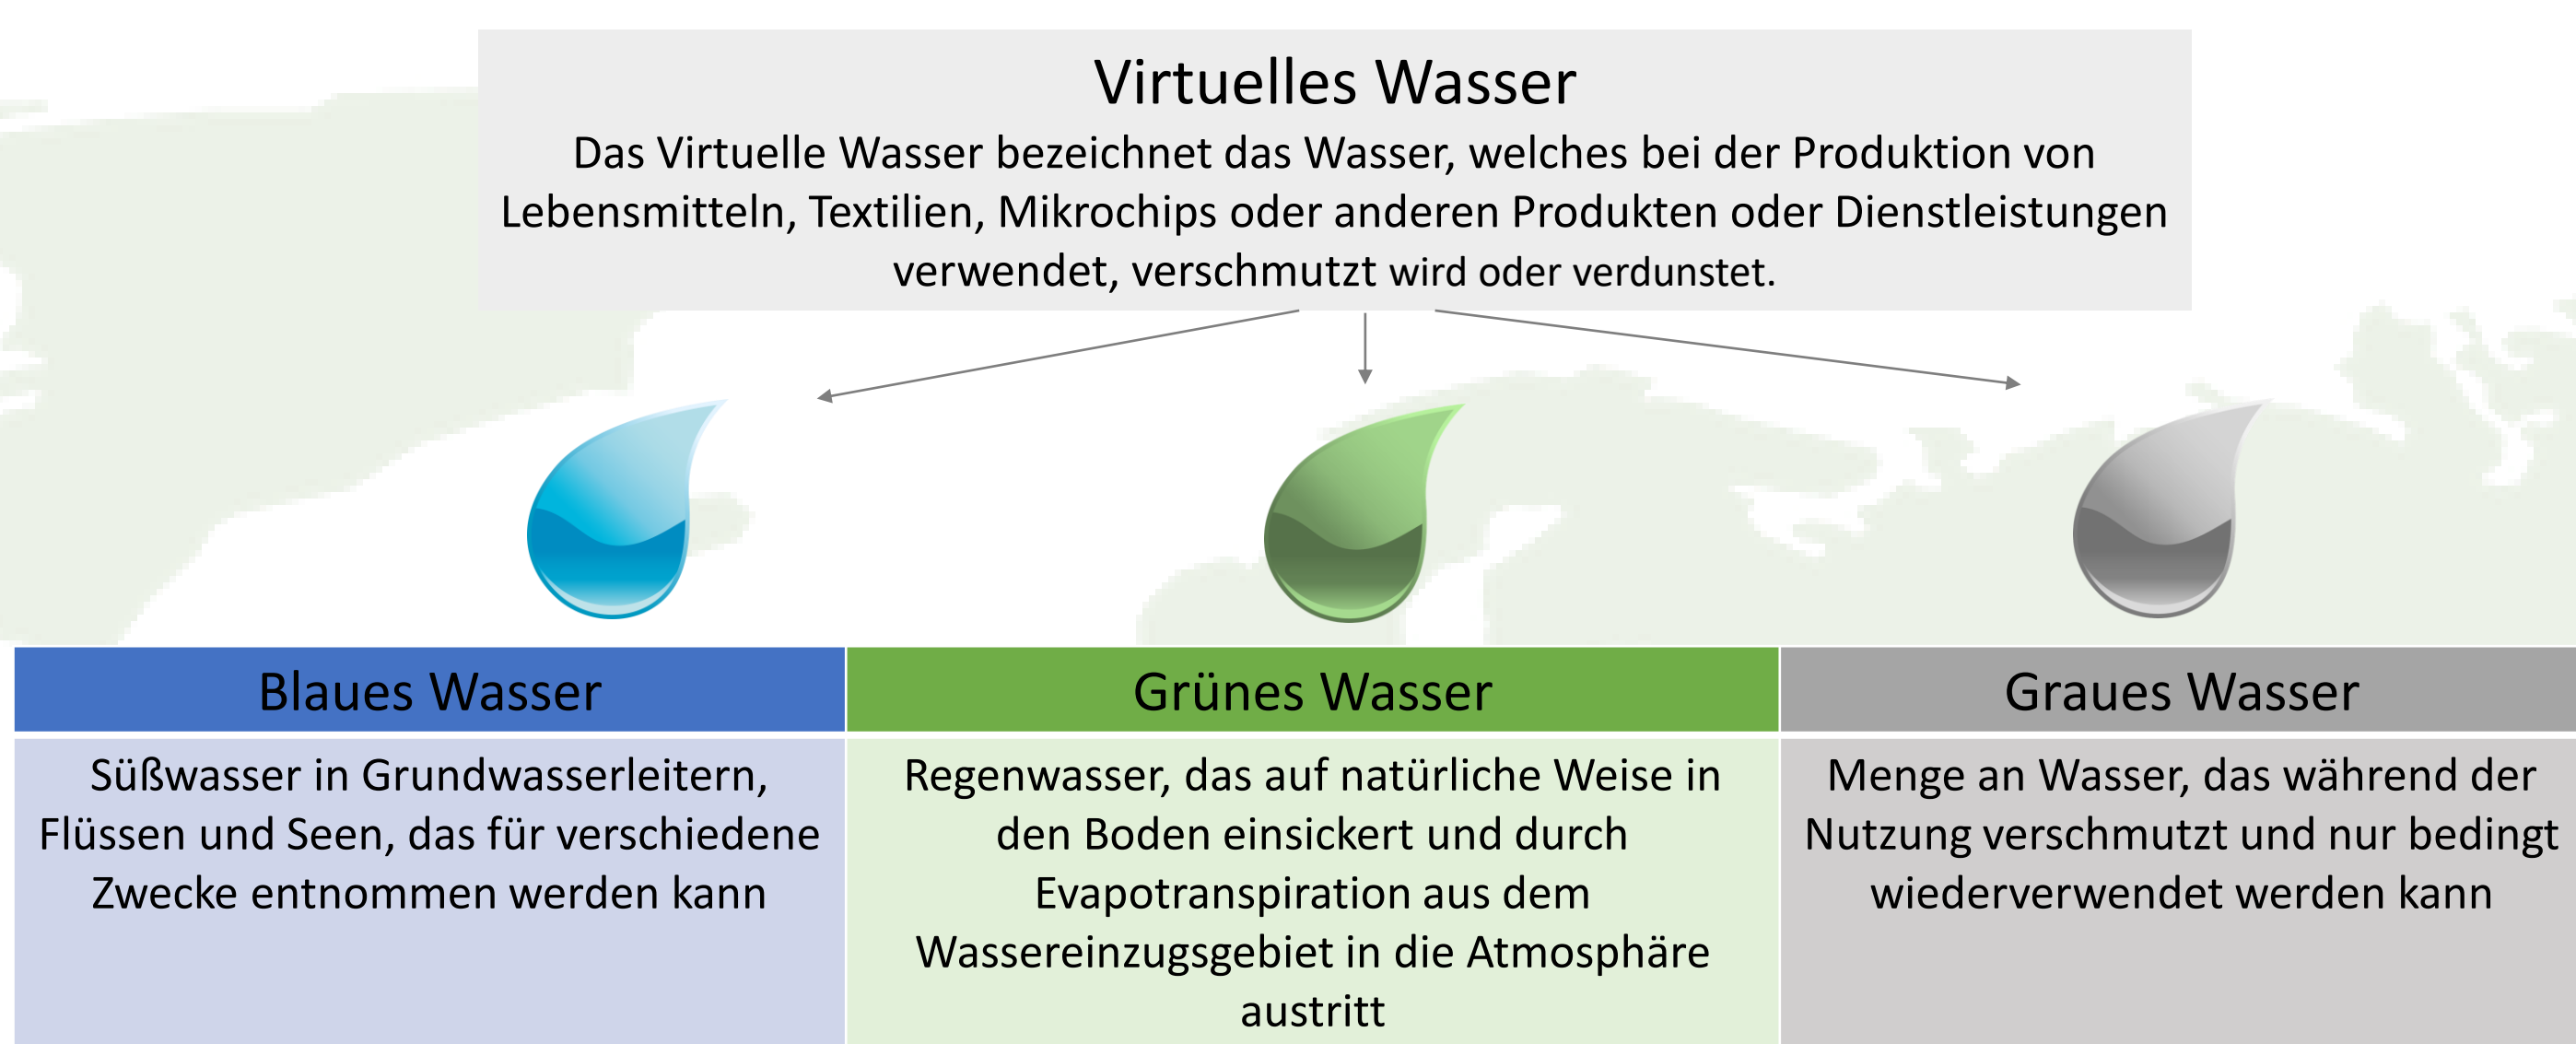 Virtuelles Wasser
Das Virtuelle Wasser bezeichnet das Wasser, welches bei der Produktion von
Lebensmitteln, Textilien, Mikrochips oder anderen Produkten oder Dienstleistungen
verwendet, verschmutzt wird oder verdunstet.
Blaues Wasser
Süßwasser in Grundwasserleitern,
Flüssen und Seen, das für verschiedene
Zwecke entnommen werden kann
Grünes Wasser
Regenwasser, das auf natürliche Weise in
den Boden einsickert und durch
Evapotranspiration aus dem
Wassereinzugsgebiet in die Atmosphäre
austritt
Graues Wasser
Menge an Wasser, das während der
Nutzung verschmutzt und nur bedingt
wiederverwendet werden kann